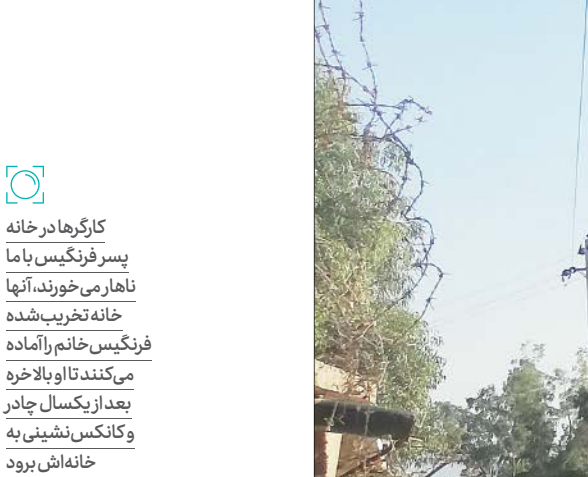 کارگرها در خانه
پسر فرنگیس با ما
ناهار می‌خورند، آنها
خانه تخریب‌شده
فرنگیس‌خانم را آماده
می‌کنند تا او بالاخره
بعد از یکسال چادر
و کانکس‌نشینی به
خانه‌اش برود